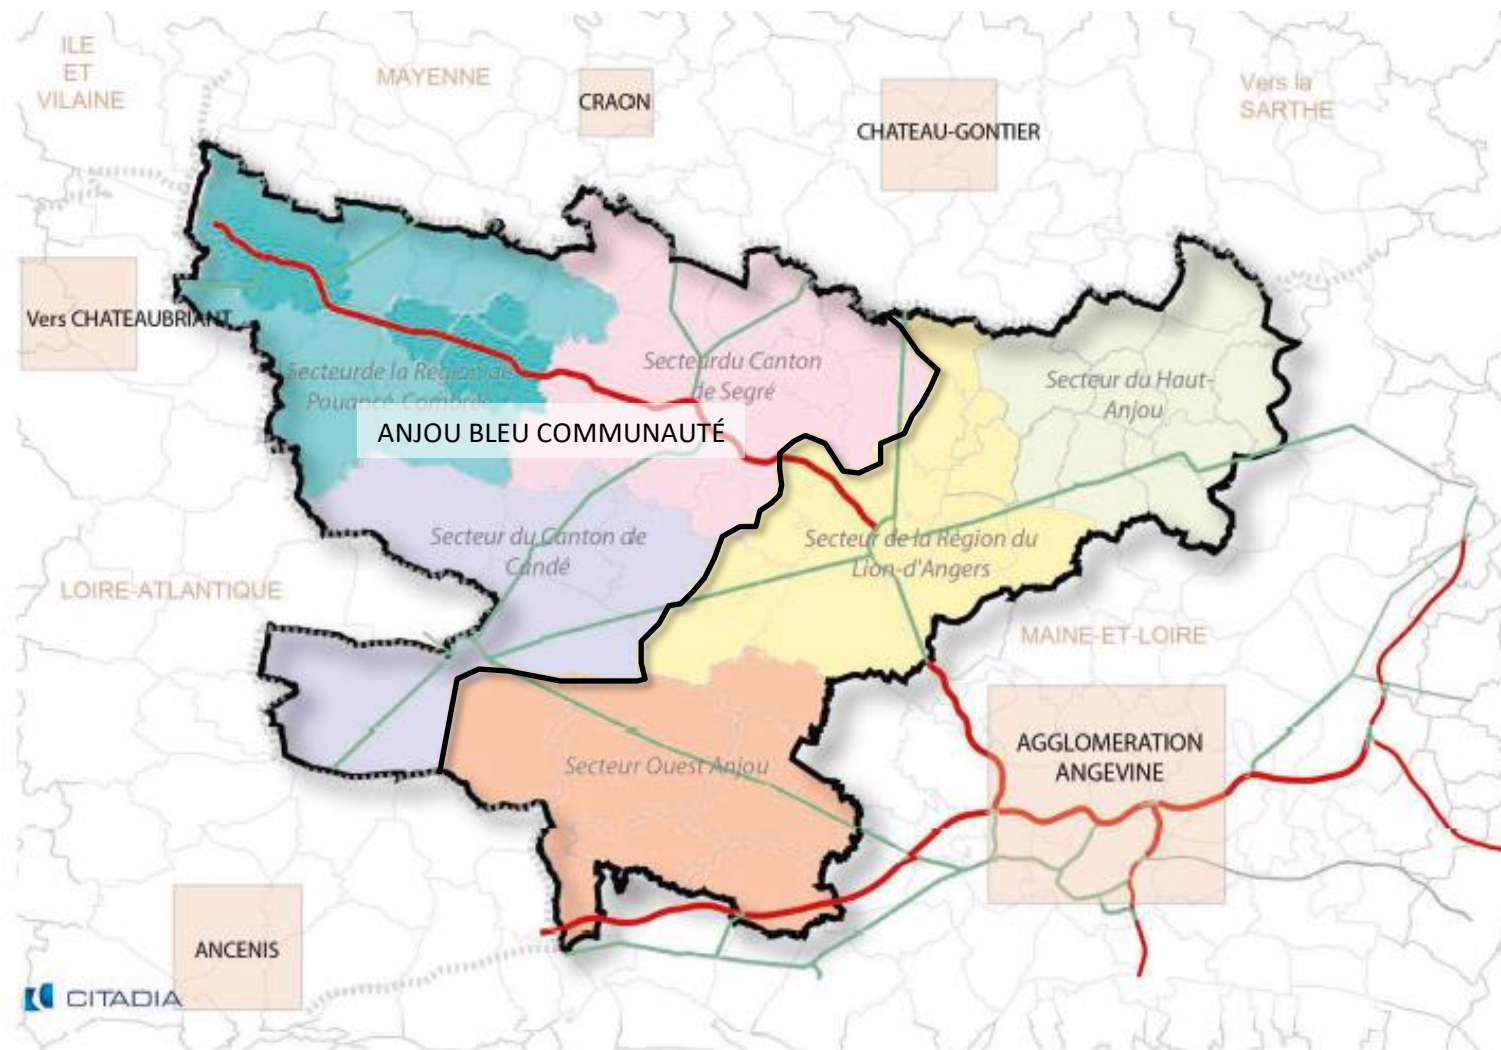 ILE
ET
VILAINE
MAYENNE
CRAON
CHATEAU-GONTIER
Vers la
SARTHE
Vers CHATEAUBRIANT
Secteurde la Région de
Pouancé-Combrée
Secteurdu Canton
de Segré
Secteur du Haut-
Anjou
ANJOU BLEU COMMUNAUTÉ
Secteur du Canton de
Candé
Secteur de la Région du
Lion-d'Angers
LOIRE-ATLANTIQUE
MAINE-ET-LOIRE
Secteur Ouest Anjou
AGGLOMERATION
ANGEVINE
ANCENIS
CITADIA